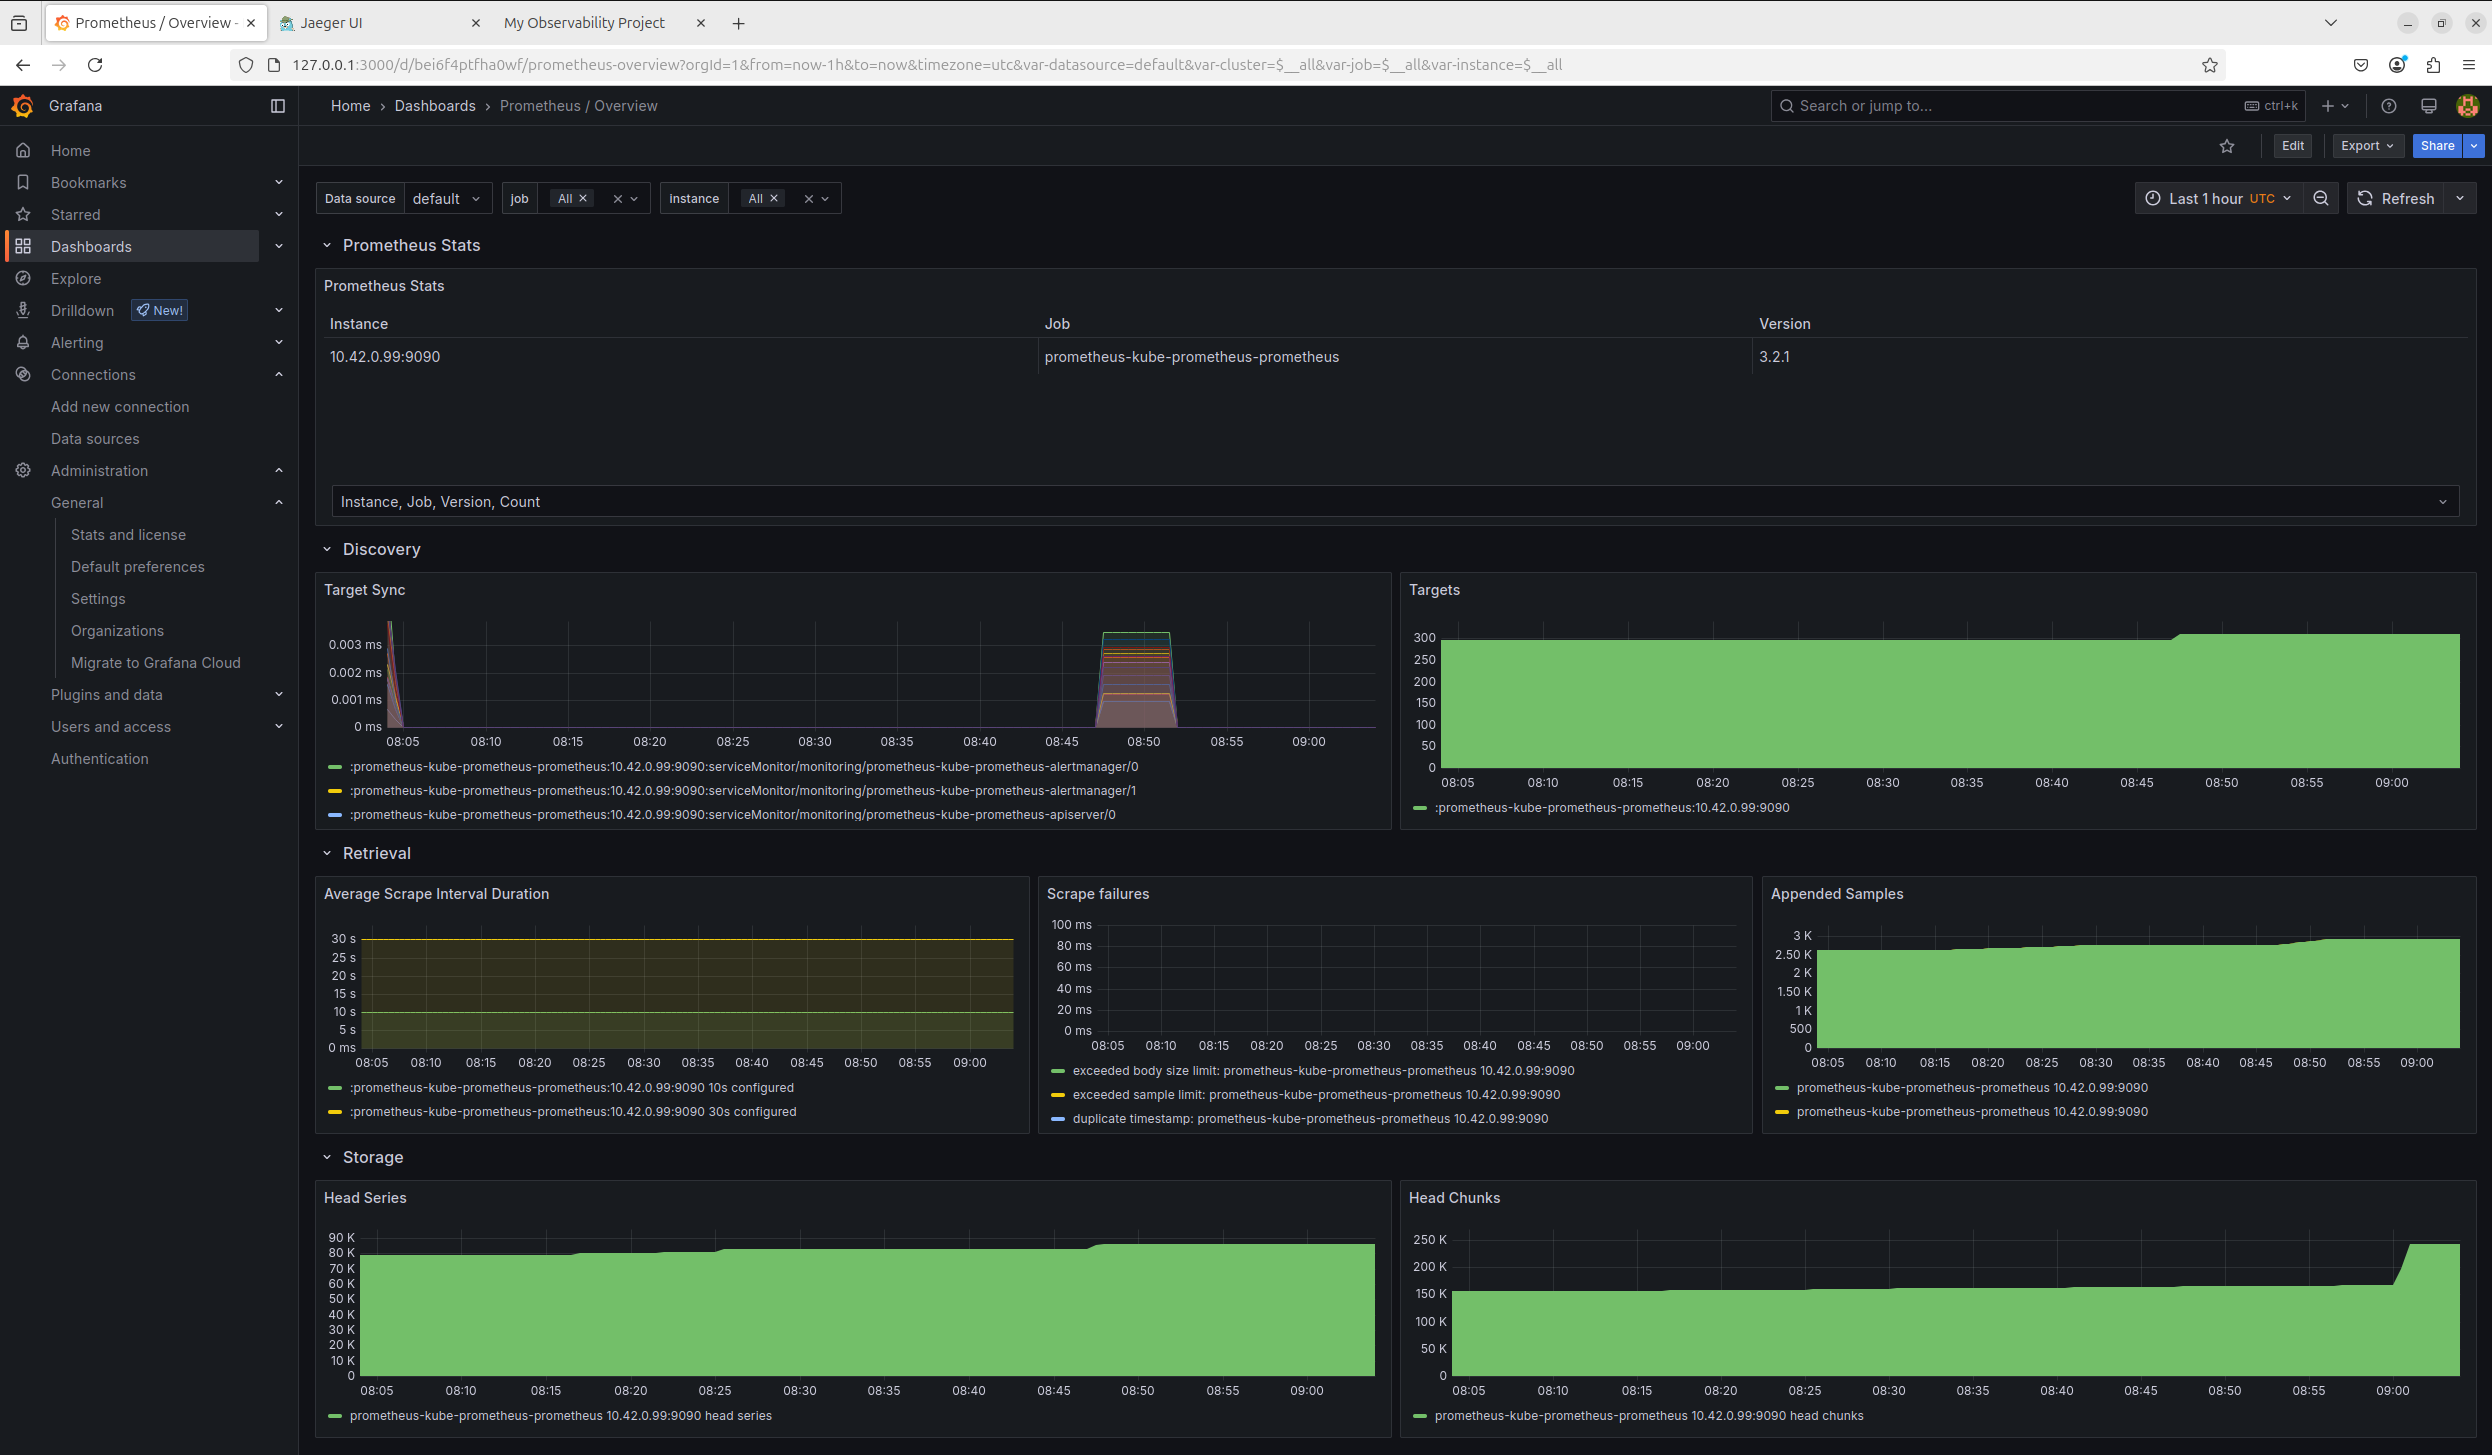 Prometheus / Overview -
Jaeger UI
My Observability Project
127.0.0.1:3000/d/bei6f4ptfha0wf/prometheus-overview?orgId=1&from=now-1h&to=now&timezone=utc&var-datasource=default&var-cluster=$__all&var-job=$__all&var-instance=$__all
Grafana
Home › Dashboards › Prometheus / Overview
Search or jump to...
ctrl+k
Edit
Export
Share
Home
Bookmarks
Starred
Dashboards
Explore
Drilldown New!
Alerting
Connections
Add new connection
Data sources
Administration
General
Stats and license
Default preferences
Settings
Organizations
Migrate to Grafana Cloud
Plugins and data
Users and access
Authentication
Data source default
job All
instance All
Last 1 hour UTC
Refresh
Prometheus Stats
Prometheus Stats
Instance Job Version
10.42.0.99:9090 prometheus-kube-prometheus-prometheus 3.2.1
Instance, Job, Version, Count
Discovery
Target Sync
0.003 ms
0.002 ms
0.001 ms
0 ms
08:05 08:10 08:15 08:20 08:25 08:30 08:35 08:40 08:45 08:50 08:55 09:00
:prometheus-kube-prometheus-prometheus:10.42.0.99:9090:serviceMonitor/monitoring/prometheus-kube-prometheus-alertmanager/0
:prometheus-kube-prometheus-prometheus:10.42.0.99:9090:serviceMonitor/monitoring/prometheus-kube-prometheus-alertmanager/1
:prometheus-kube-prometheus-prometheus:10.42.0.99:9090:serviceMonitor/monitoring/prometheus-kube-prometheus-apiserver/0
Targets
300
250
200
150
100
50
0
08:05 08:10 08:15 08:20 08:25 08:30 08:35 08:40 08:45 08:50 08:55 09:00
:prometheus-kube-prometheus-prometheus:10.42.0.99:9090
Retrieval
Average Scrape Interval Duration
30 s
25 s
20 s
15 s
10 s
5 s
0 ms
08:05 08:10 08:15 08:20 08:25 08:30 08:35 08:40 08:45 08:50 08:55 09:00
:prometheus-kube-prometheus-prometheus:10.42.0.99:9090 10s configured
:prometheus-kube-prometheus-prometheus:10.42.0.99:9090 30s configured
Scrape failures
100 ms
80 ms
60 ms
40 ms
20 ms
0 ms
08:05 08:10 08:15 08:20 08:25 08:30 08:35 08:40 08:45 08:50 08:55 09:00
exceeded body size limit: prometheus-kube-prometheus-prometheus 10.42.0.99:9090
exceeded sample limit: prometheus-kube-prometheus-prometheus 10.42.0.99:9090
duplicate timestamp: prometheus-kube-prometheus-prometheus 10.42.0.99:9090
Appended Samples
3 K
2.50 K
2 K
1.50 K
1 K
500
0
08:05 08:10 08:15 08:20 08:25 08:30 08:35 08:40 08:45 08:50 08:55 09:00
prometheus-kube-prometheus-prometheus 10.42.0.99:9090
prometheus-kube-prometheus-prometheus 10.42.0.99:9090
Storage
Head Series
90 K
80 K
70 K
60 K
50 K
40 K
30 K
20 K
10 K
0
08:05 08:10 08:15 08:20 08:25 08:30 08:35 08:40 08:45 08:50 08:55 09:00
prometheus-kube-prometheus-prometheus 10.42.0.99:9090 head series
Head Chunks
250 K
200 K
150 K
100 K
50 K
0
08:05 08:10 08:15 08:20 08:25 08:30 08:35 08:40 08:45 08:50 08:55 09:00
prometheus-kube-prometheus-prometheus 10.42.0.99:9090 head chunks